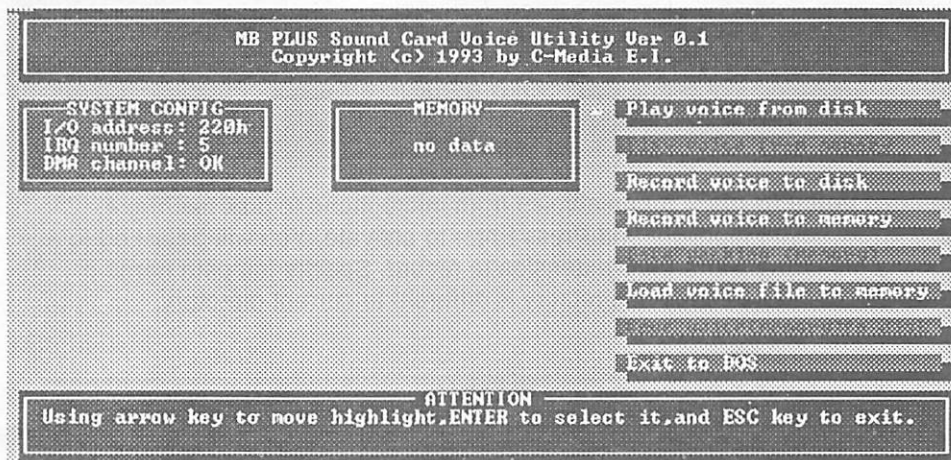 MB PLUS Sound Card Voice Utility Ver 0.1
Copyright (c) 1993 by C-Media E.I.
SYSTEM CONFIG
I/O address: 220h
IRQ number : 5
DMA channel: OK
MEMORY
no data
Play voice from disk
Record voice to disk
Record voice to memory
Load voice file to memory
Exit to DOS
ATTENTION
Using arrow key to move highlight,ENTER to select it,and ESC key to exit.